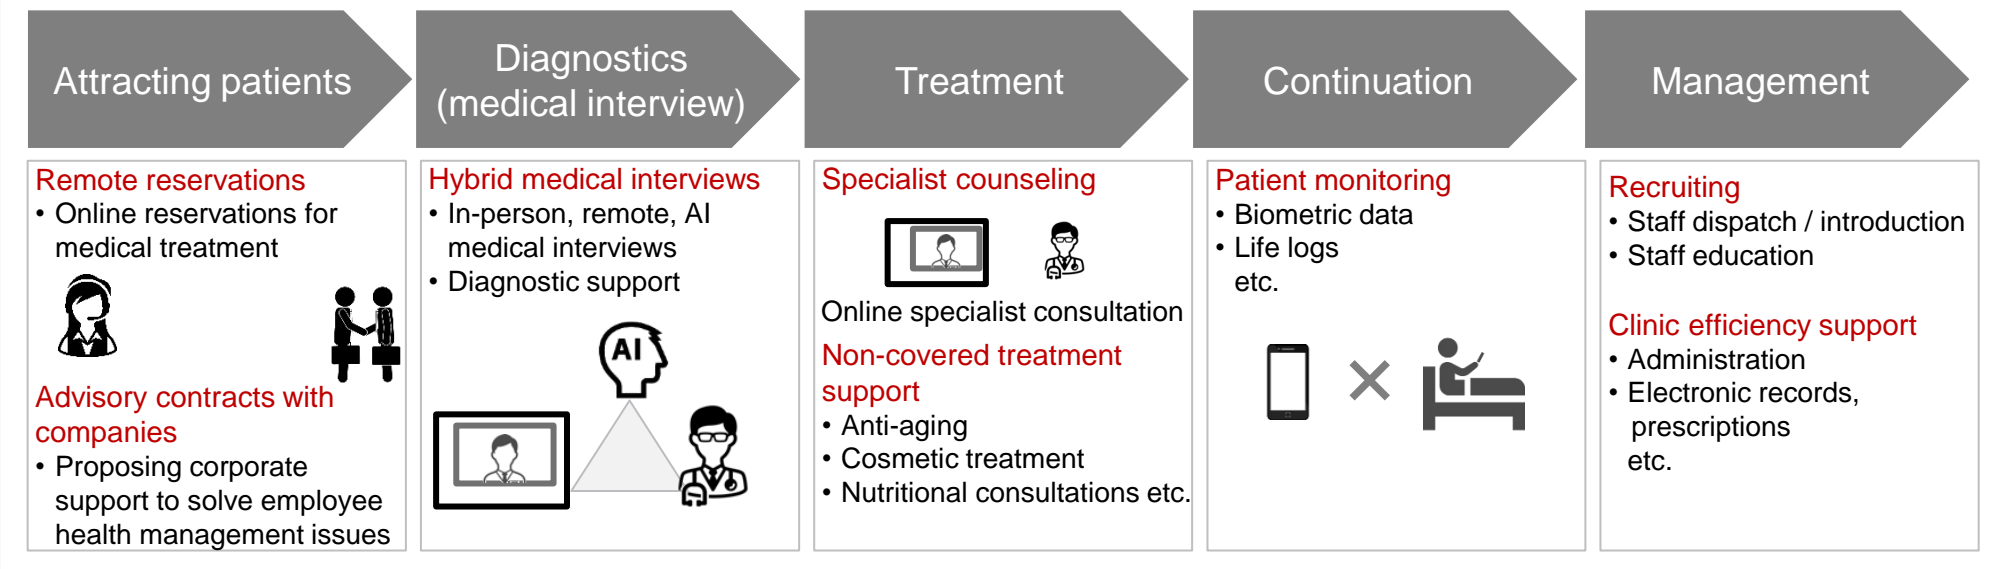 Attracting patients
Diagnostics
(medical interview)
Treatment
Continuation
Management
Remote reservations
• Online reservations for
medical treatment
Advisory contracts with
companies
• Proposing corporate
support to solve employee
health management issues
Hybrid medical interviews
• In-person, remote, AI
medical interviews
• Diagnostic support
AI
Specialist counseling
Online specialist consultation
Non-covered treatment
support
• Anti-aging
• Cosmetic treatment
• Nutritional consultations etc.
Patient monitoring
• Biometric data
• Life logs
etc.
Recruiting
• Staff dispatch / introduction
• Staff education
Clinic efficiency support
• Administration
• Electronic records,
prescriptions
etc.